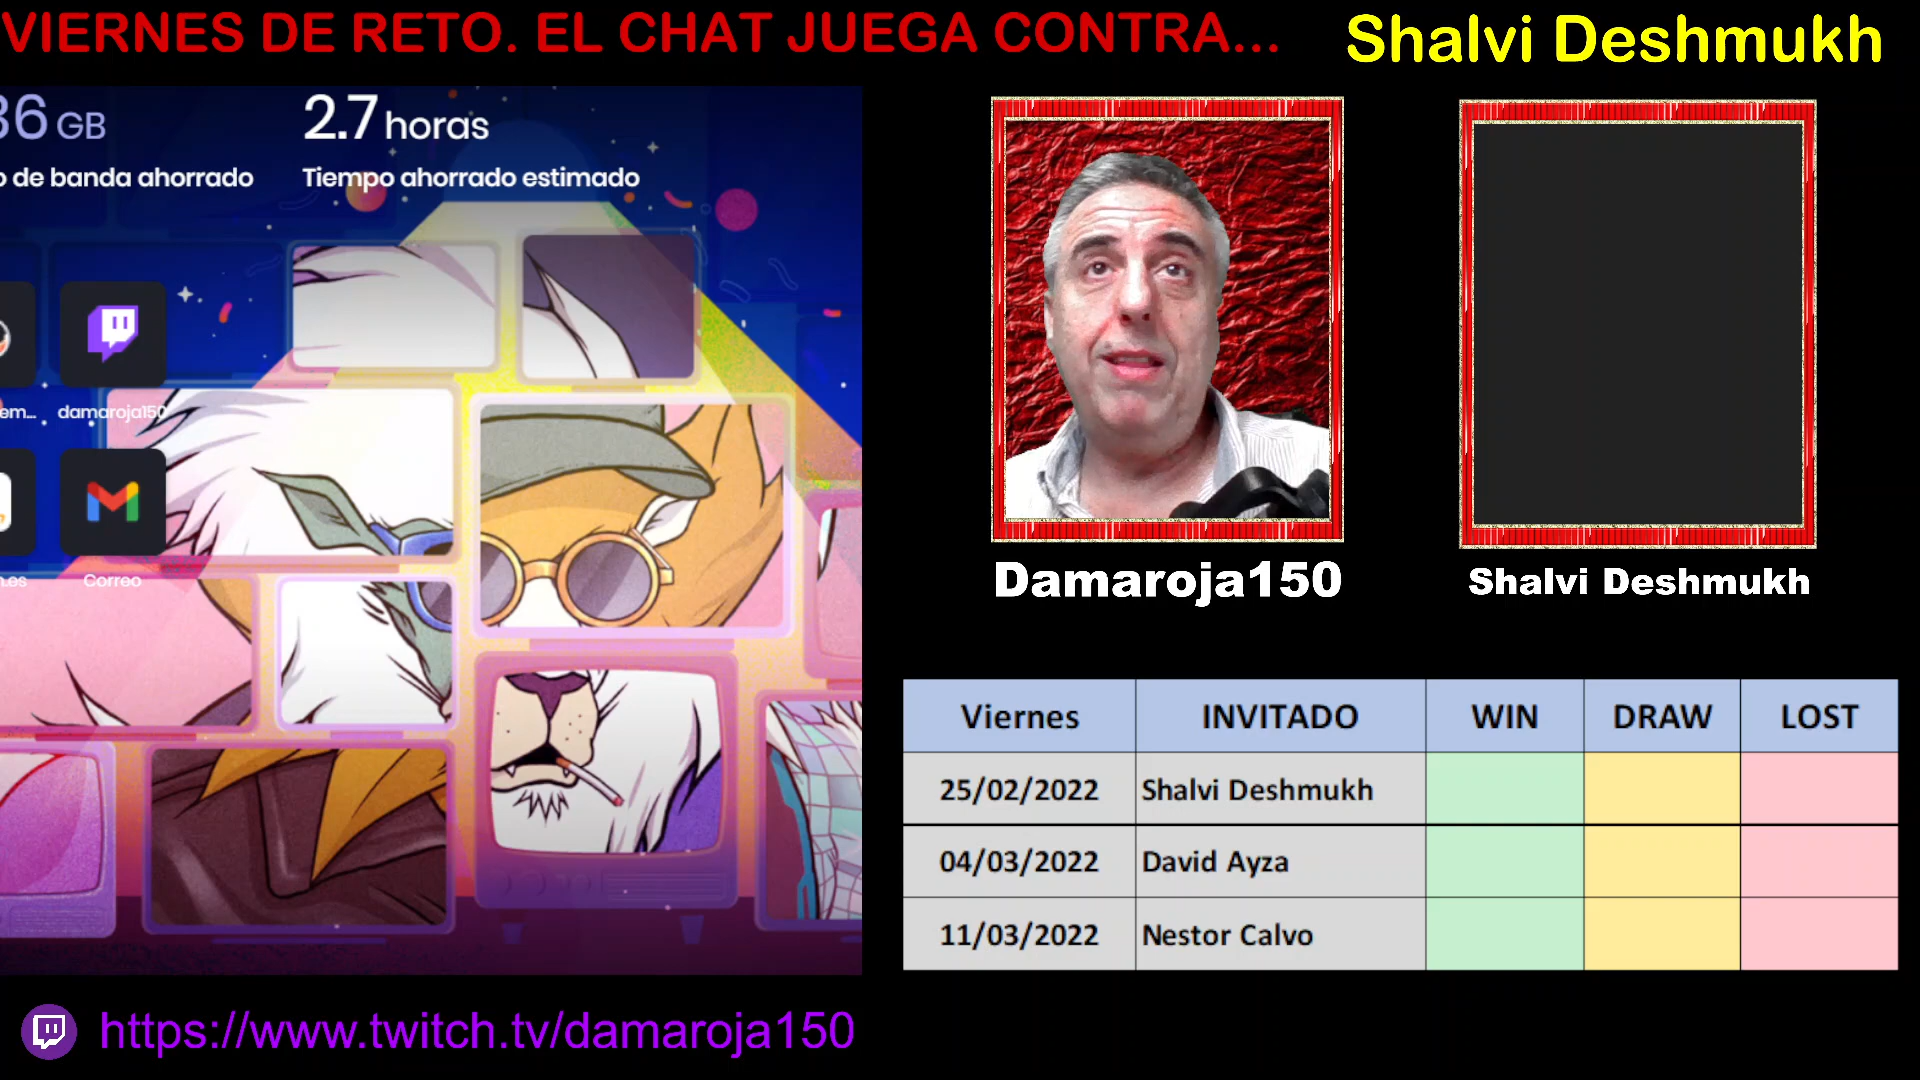 VIERNES DE RETO. EL CHAT JUEGA CONTRA...
Shalvi Deshmukh
36 GB
2.7 horas
o de banda ahorrado
Tiempo ahorrado estimado
em...
damaroja150
n.es
Correo
Damaroja150
Shalvi Deshmukh
Viernes INVITADO WIN DRAW LOST
25/02/2022 Shalvi Deshmukh
04/03/2022 David Ayza
11/03/2022 Nestor Calvo
https://www.twitch.tv/damaroja150